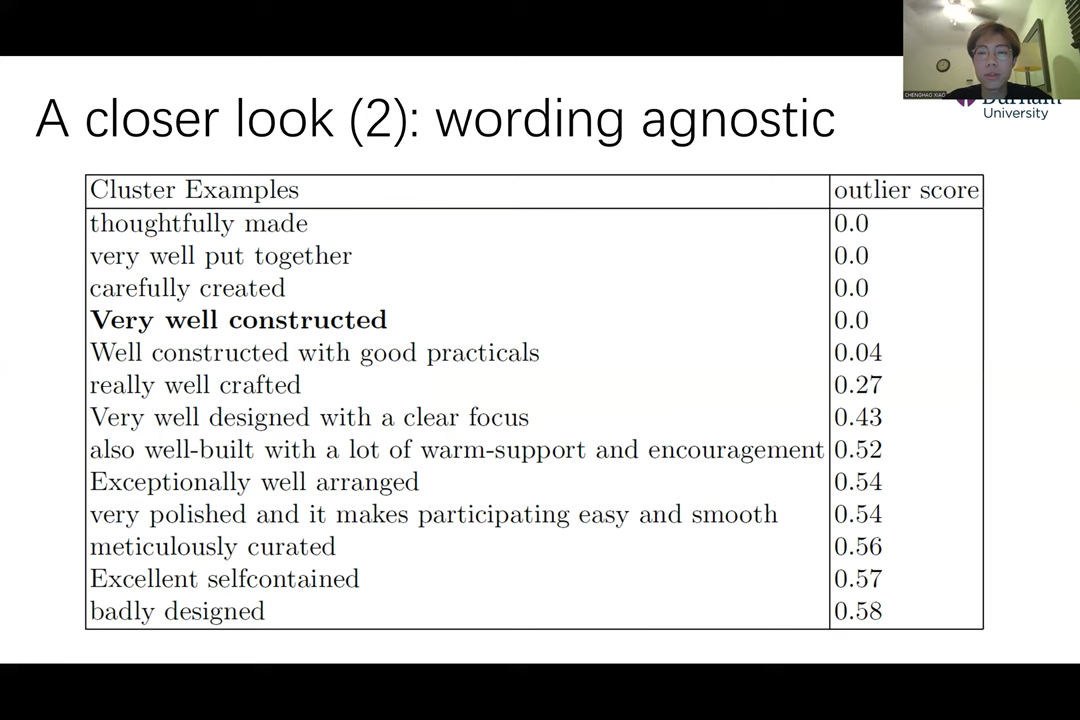 CHENGHAO XIAO
A closer look (2): wording agnostic
Durham
University
Cluster Examples outlier score
thoughtfully made 0.0
very well put together 0.0
carefully created 0.0
Very well constructed 0.0
Well constructed with good practicals 0.04
really well crafted 0.27
Very well designed with a clear focus 0.43
also well-built with a lot of warm-support and encouragement 0.52
Exceptionally well arranged 0.54
very polished and it makes participating easy and smooth 0.54
meticulously curated 0.56
Excellent selfcontained 0.57
badly designed 0.58